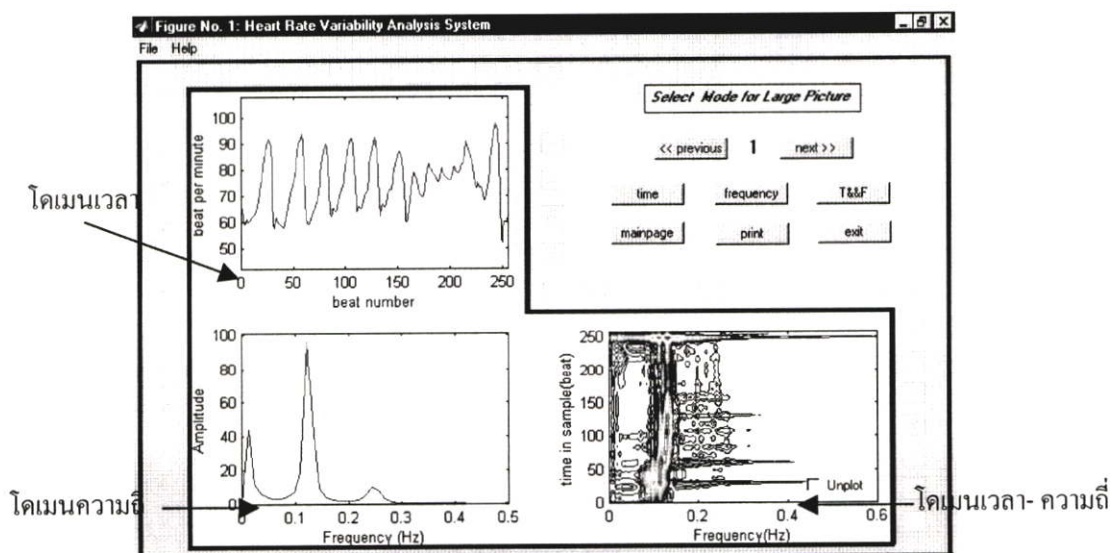 Figure No. 1: Heart Rate Variability Analysis System
File Help
Select Mode for Large Picture
<< previous 1 next >>
time frequency T&&F
mainpage print exit
โดเมนเวลา
beat per minute
100
90
80
70
60
50
0 50 100 150 200 250
beat number
Amplitude
100
80
60
40
20
0
0 0.1 0.2 0.3 0.4 0.5
Frequency (Hz)
โดเมนความถี่
time in sample(beat)
250
200
150
100
50
0
Unplot
0 0.2 0.4 0.6
Frequency(Hz)
โดเมนเวลา- ความถี่